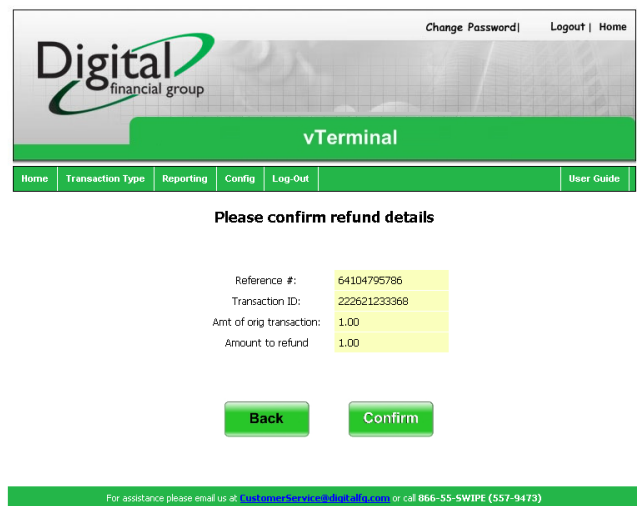 Change Password| Logout | Home
Digital
financial group
vTerminal
Home Transaction Type Reporting Config Log-Out User Guide
Please confirm refund details
Reference #: 64104795786
Transaction ID: 222621233368
Amt of orig transaction: 1.00
Amount to refund 1.00
Back Confirm
For assistance please email us at CustomerService@digitalfg.com or call 866-55-SWIPE (557-9473)